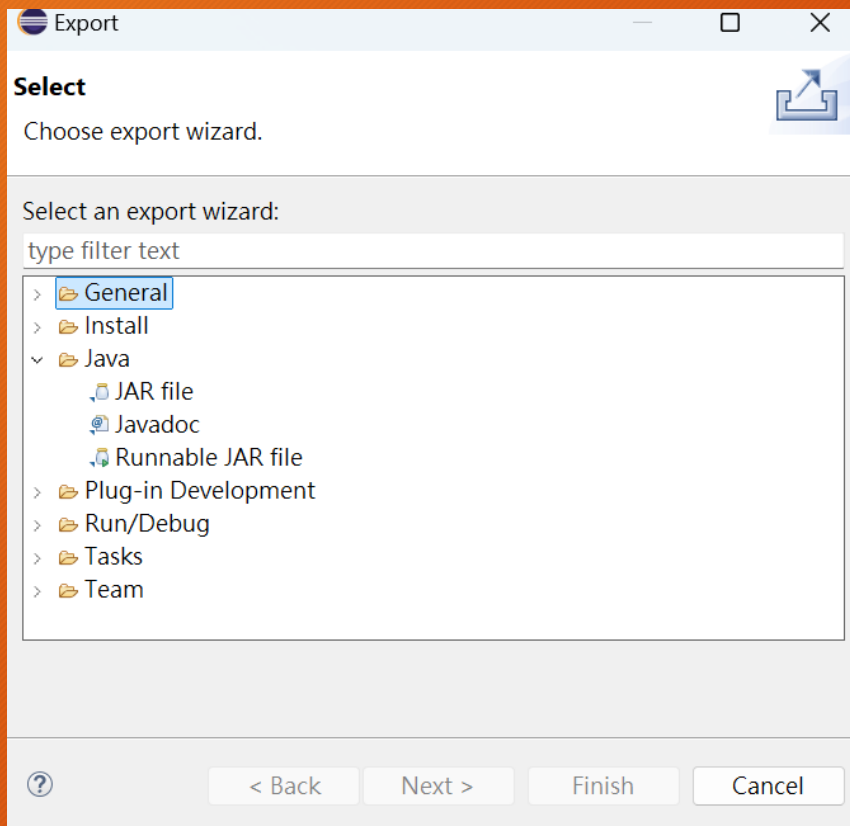 Export
Select
Choose export wizard.
Select an export wizard:
type filter text
General
Install
Java
JAR file
Javadoc
Runnable JAR file
Plug-in Development
Run/Debug
Tasks
Team
< Back Next > Finish Cancel